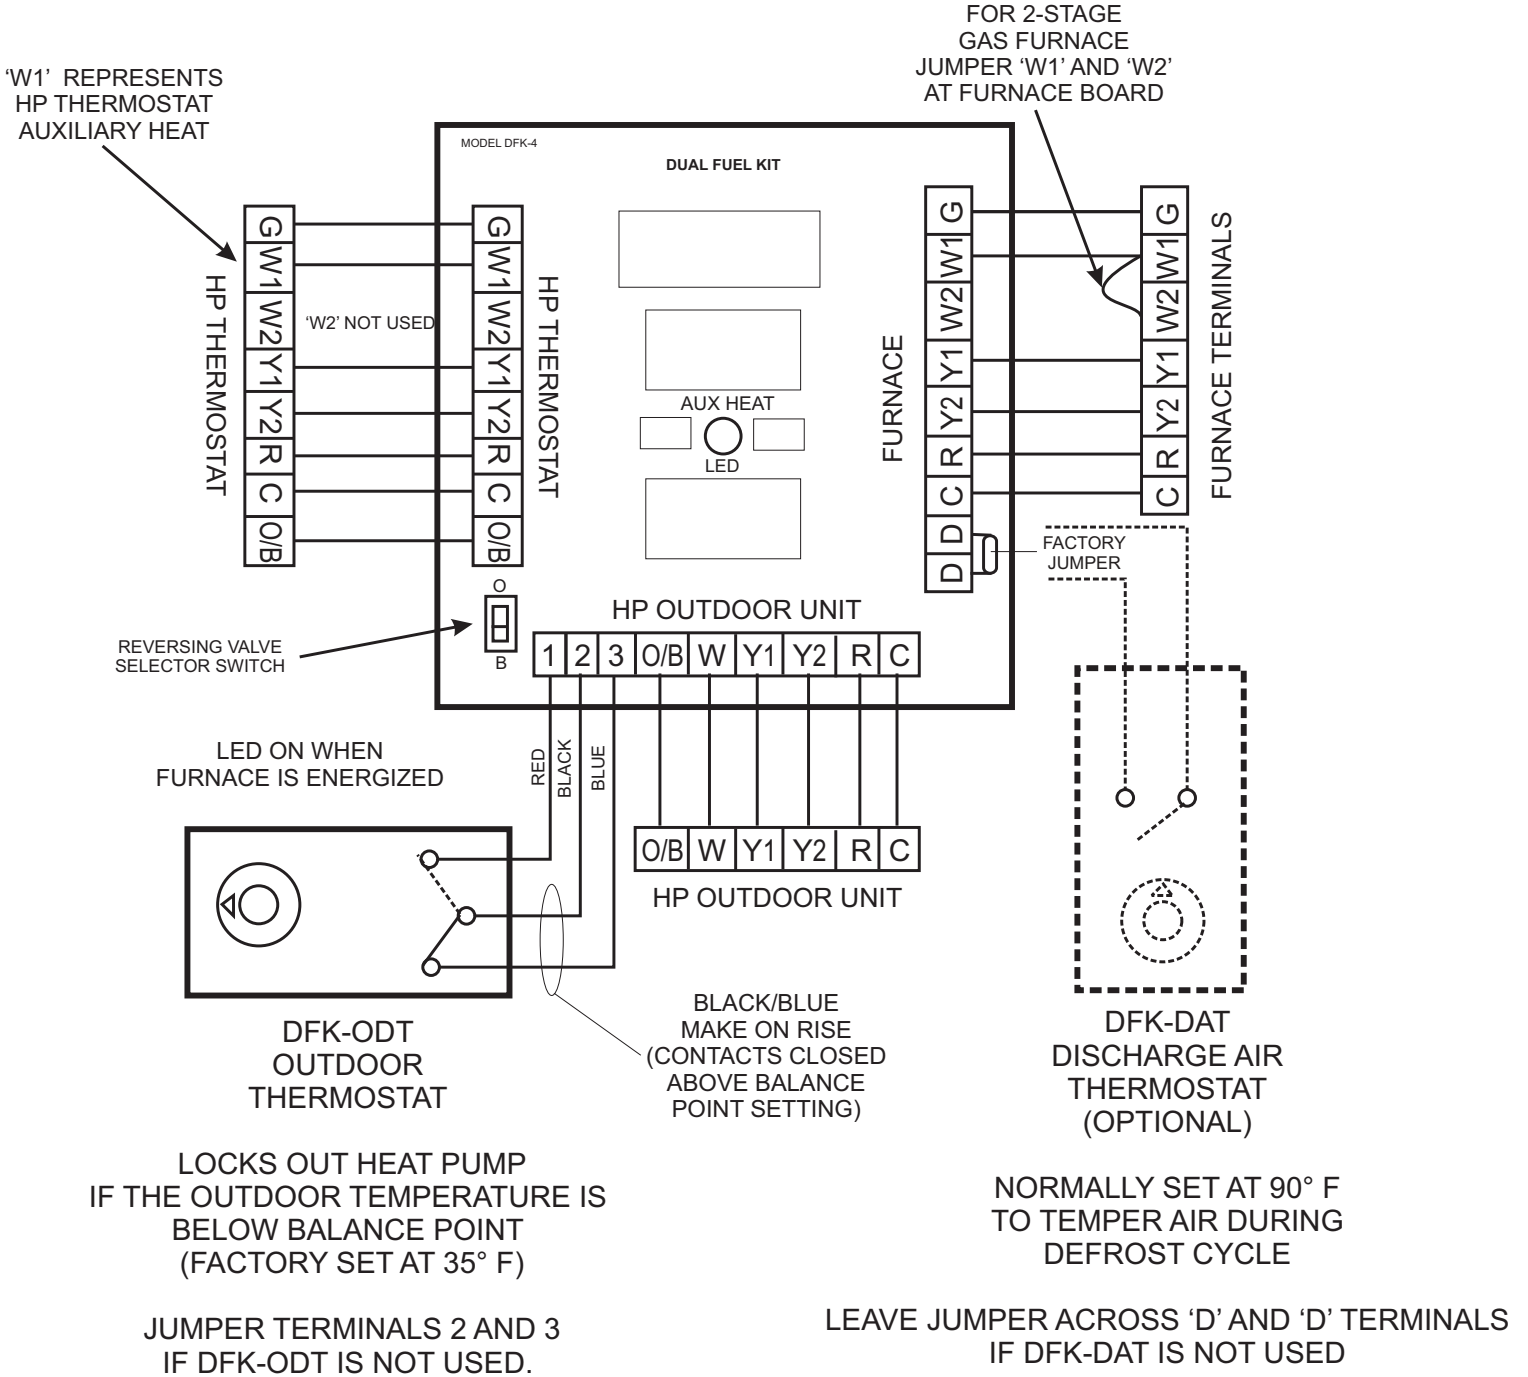 FOR 2-STAGE
GAS FURNACE
JUMPER ‘W1’ AND ‘W2’
AT FURNACE BOARD
‘W1’ REPRESENTS
HP THERMOSTAT
AUXILIARY HEAT
MODEL DFK-4
DUAL FUEL KIT
HP THERMOSTAT
G
W1
W2
Y1
Y2
R
C
O/B
‘W2’ NOT USED
G
W1
W2
Y1
Y2
R
C
O/B
HP THERMOSTAT
AUX HEAT
LED
FURNACE
G
W1
W2
Y1
Y2
R
C
D
D
G
W1
W2
Y1
Y2
R
C
FURNACE TERMINALS
FACTORY
JUMPER
O
B
REVERSING VALVE
SELECTOR SWITCH
HP OUTDOOR UNIT
1 2 3 O/B W Y1 Y2 R C
RED
BLACK
BLUE
LED ON WHEN
FURNACE IS ENERGIZED
O/B W Y1 Y2 R C
HP OUTDOOR UNIT
BLACK/BLUE
MAKE ON RISE
(CONTACTS CLOSED
ABOVE BALANCE
POINT SETTING)
DFK-ODT
OUTDOOR
THERMOSTAT
LOCKS OUT HEAT PUMP
IF THE OUTDOOR TEMPERATURE IS
BELOW BALANCE POINT
(FACTORY SET AT 35° F)
JUMPER TERMINALS 2 AND 3
IF DFK-ODT IS NOT USED.
DFK-DAT
DISCHARGE AIR
THERMOSTAT
(OPTIONAL)
NORMALLY SET AT 90° F
TO TEMPER AIR DURING
DEFROST CYCLE
LEAVE JUMPER ACROSS ‘D’ AND ‘D’ TERMINALS
IF DFK-DAT IS NOT USED